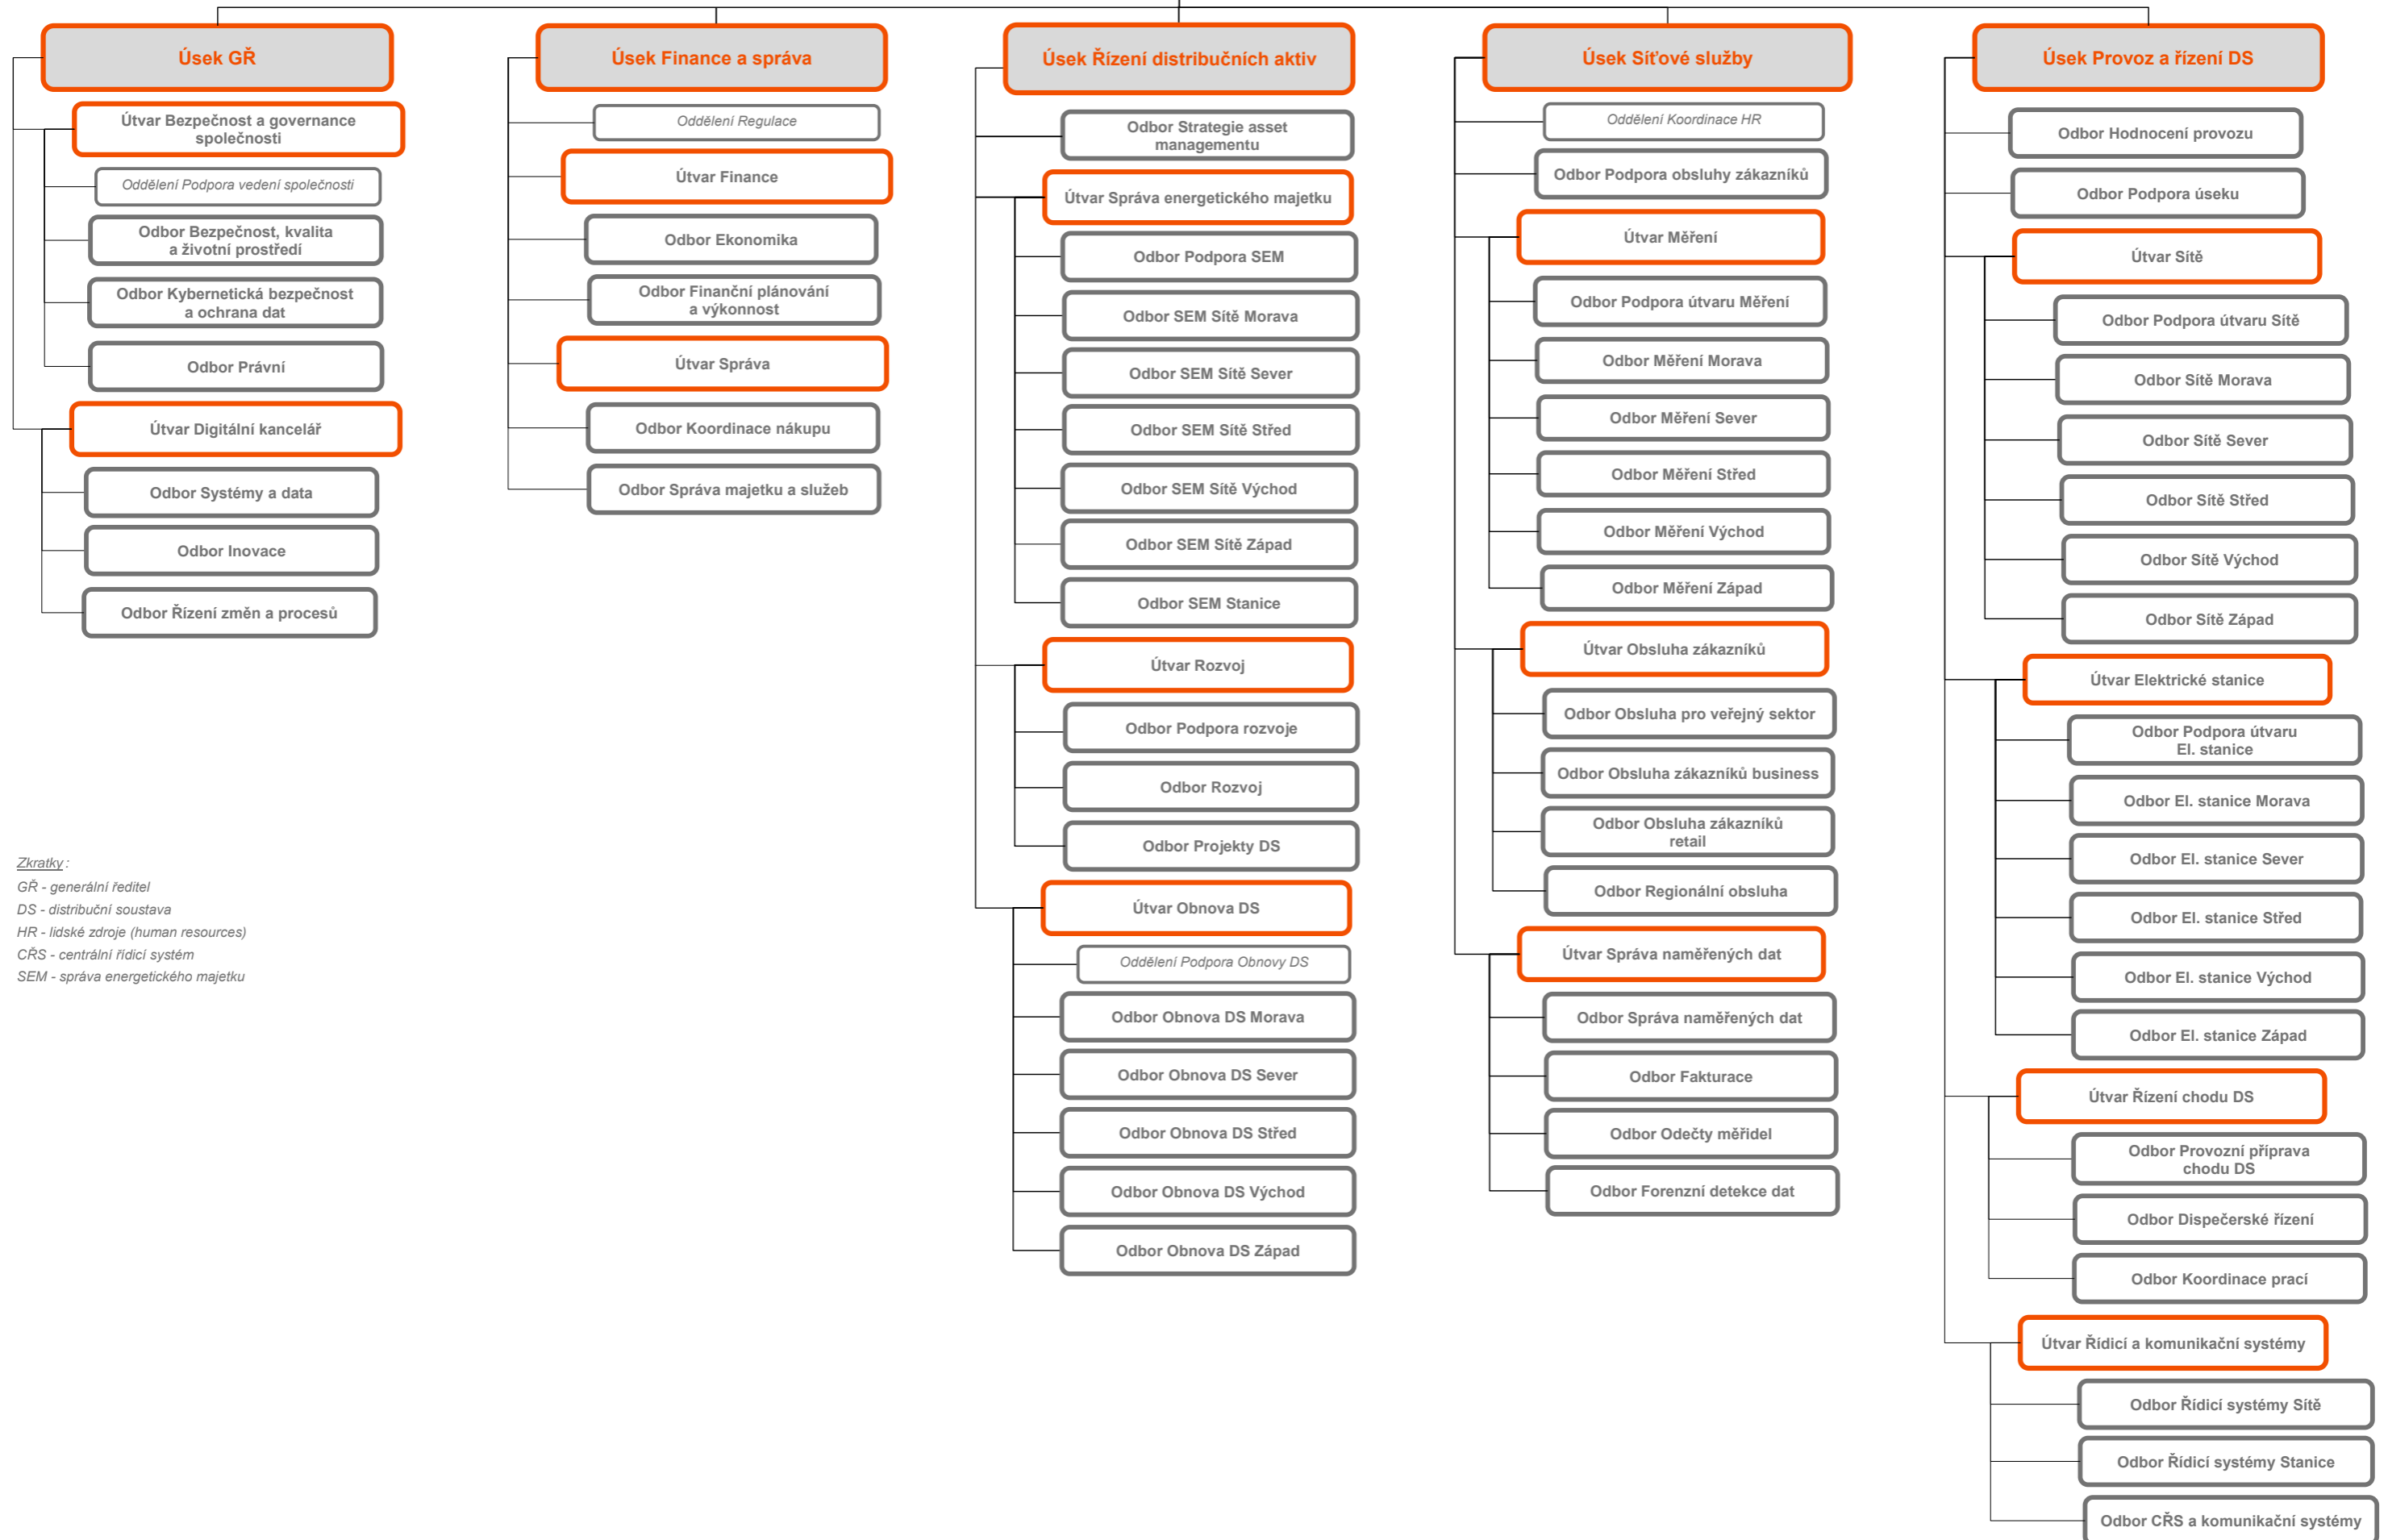 Úsek GŘ
Útvar Bezpečnost a governance
společnosti
Oddělení Podpora vedení společnosti
Odbor Bezpečnost, kvalita
a životní prostředí
Odbor Kybernetická bezpečnost
a ochrana dat
Odbor Právní
Útvar Digitální kancelář
Odbor Systémy a data
Odbor Inovace
Odbor Řízení změn a procesů
Úsek Finance a správa
Oddělení Regulace
Útvar Finance
Odbor Ekonomika
Odbor Finanční plánování
a výkonnost
Útvar Správa
Odbor Koordinace nákupu
Odbor Správa majetku a služeb
Úsek Řízení distribučních aktiv
Odbor Strategie asset
managementu
Útvar Správa energetického majetku
Odbor Podpora SEM
Odbor SEM Sítě Morava
Odbor SEM Sítě Sever
Odbor SEM Sítě Střed
Odbor SEM Sítě Východ
Odbor SEM Sítě Západ
Odbor SEM Stanice
Útvar Rozvoj
Odbor Podpora rozvoje
Odbor Rozvoj
Odbor Projekty DS
Útvar Obnova DS
Oddělení Podpora Obnovy DS
Odbor Obnova DS Morava
Odbor Obnova DS Sever
Odbor Obnova DS Střed
Odbor Obnova DS Východ
Odbor Obnova DS Západ
Úsek Síťové služby
Oddělení Koordinace HR
Odbor Podpora obsluhy zákazníků
Útvar Měření
Odbor Podpora útvaru Měření
Odbor Měření Morava
Odbor Měření Sever
Odbor Měření Střed
Odbor Měření Východ
Odbor Měření Západ
Útvar Obsluha zákazníků
Odbor Obsluha pro veřejný sektor
Odbor Obsluha zákazníků business
Odbor Obsluha zákazníků
retail
Odbor Regionální obsluha
Útvar Správa naměřených dat
Odbor Správa naměřených dat
Odbor Fakturace
Odbor Odečty měřidel
Odbor Forenzní detekce dat
Úsek Provoz a řízení DS
Odbor Hodnocení provozu
Odbor Podpora úseku
Útvar Sítě
Odbor Podpora útvaru Sítě
Odbor Sítě Morava
Odbor Sítě Sever
Odbor Sítě Střed
Odbor Sítě Východ
Odbor Sítě Západ
Útvar Elektrické stanice
Odbor Podpora útvaru
El. stanice
Odbor El. stanice Morava
Odbor El. stanice Sever
Odbor El. stanice Střed
Odbor El. stanice Východ
Odbor El. stanice Západ
Útvar Řízení chodu DS
Odbor Provozní příprava
chodu DS
Odbor Dispečerské řízení
Odbor Koordinace prací
Útvar Řídicí a komunikační systémy
Odbor Řídicí systémy Sítě
Odbor Řídicí systémy Stanice
Odbor CŘS a komunikační systémy
Zkratky :
GŘ - generální ředitel
DS - distribuční soustava
HR - lidské zdroje (human resources)
CŘS - centrální řídicí systém
SEM - správa energetického majetku